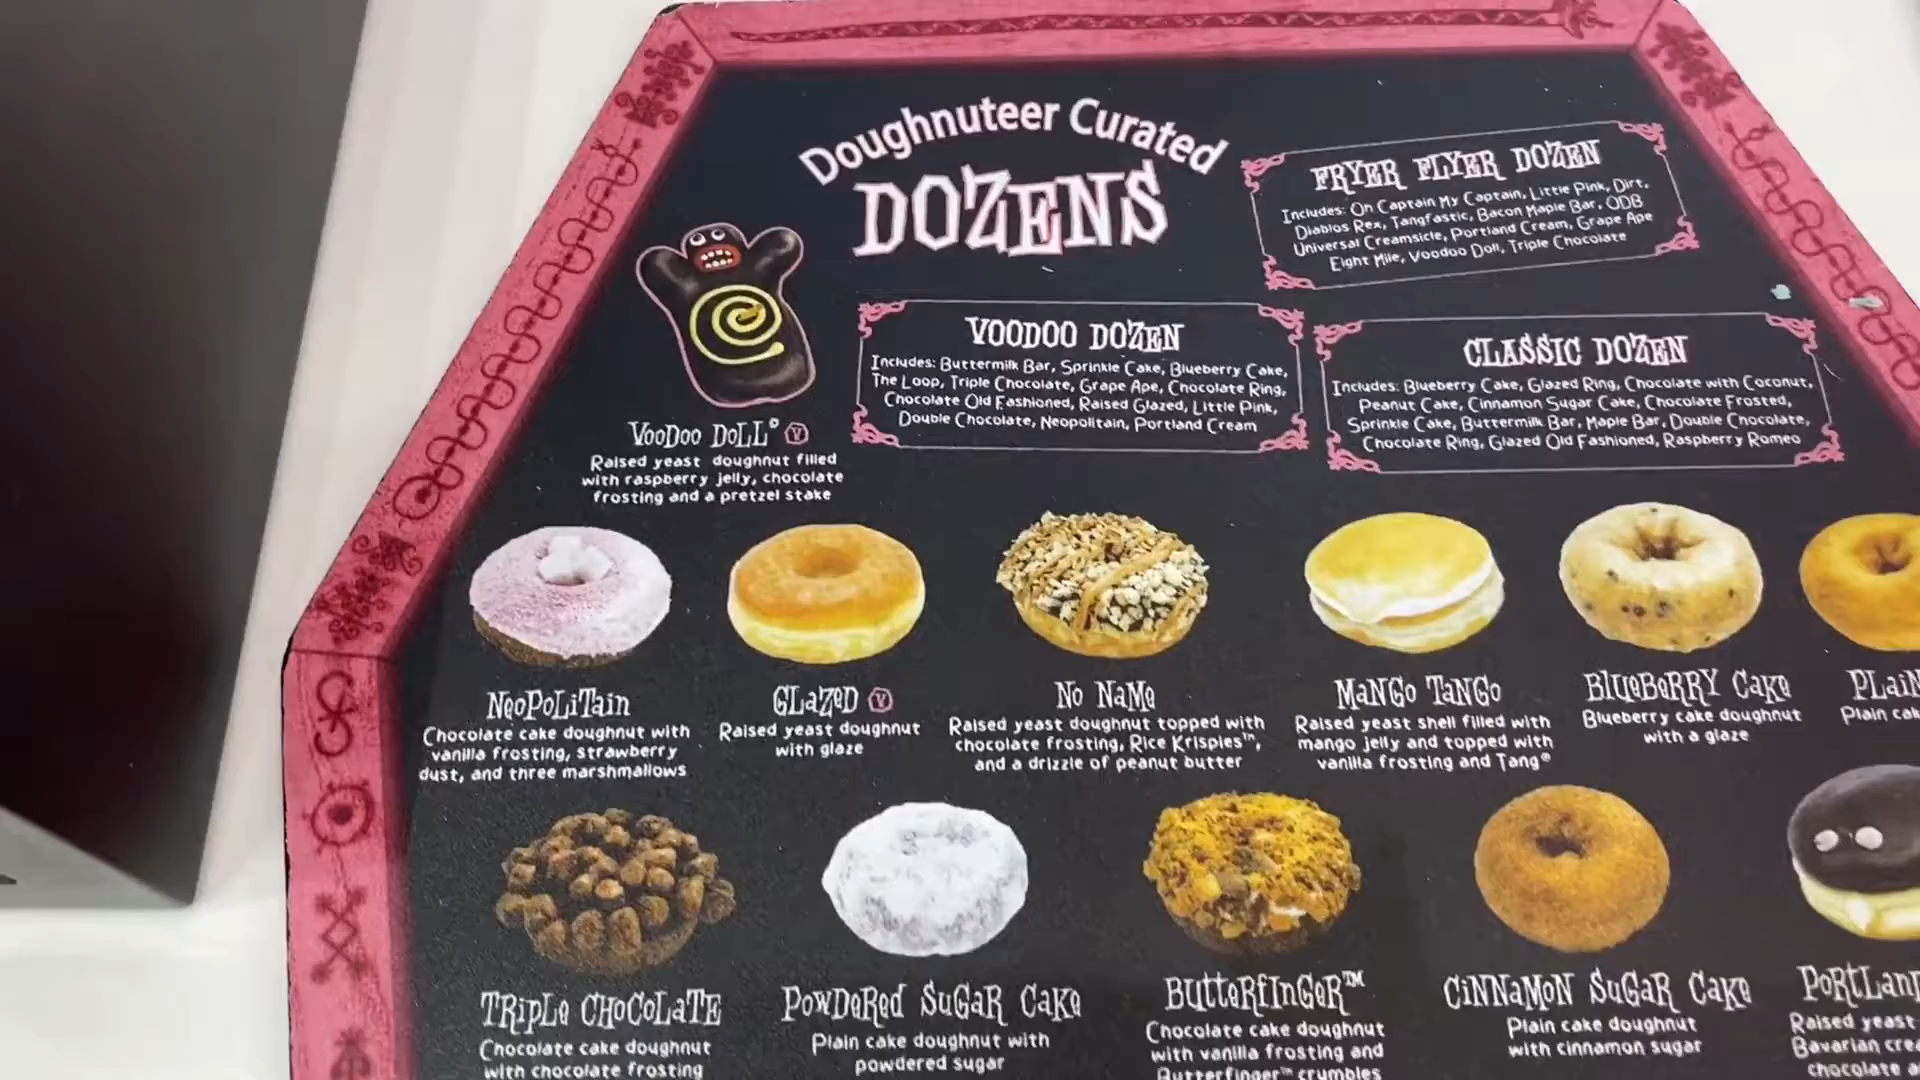 Doughnuteer Curated
DOZENS
FRYER FLYER DOZEN
Includes: Oh Captain My Captain, Little Pink, Dirt,
Diablos Rex, Tangfastic, Bacon Maple Bar, ODB
Universal Creamsicle, Portland Cream, Grape Ape
Eight Mile, Voodoo Doll, Triple Chocolate
VOODOO DOZEN
Includes: Buttermilk Bar, Sprinkle Cake, Blueberry Cake,
The Loop, Triple Chocolate, Grape Ape, Chocolate Ring,
Chocolate Old Fashioned, Raised Glazed, Little Pink,
Double Chocolate, Neopolitain, Portland Cream
CLASSIC DOZEN
Includes: Blueberry Cake, Glazed Ring, Chocolate with Coconut,
Peanut Cake, Cinnamon Sugar Cake, Chocolate Frosted,
Sprinkle Cake, Buttermilk Bar, Maple Bar, Double Chocolate,
Chocolate Ring, Glazed Old Fashioned, Raspberry Romeo
VOODOO DOLL® V
Raised yeast doughnut filled
with raspberry jelly, chocolate
frosting and a pretzel stake
NeoPoLiTain
Chocolate cake doughnut with
vanilla frosting, strawberry
dust, and three marshmallows
GLaZeD V
Raised yeast doughnut
with glaze
No NaMe
Raised yeast doughnut topped with
chocolate frosting, Rice Krispies™,
and a drizzle of peanut butter
MaNGo TaNGo
Raised yeast shell filled with
mango jelly and topped with
vanilla frosting and Tang®
BLueBeRRY Cake
Blueberry cake doughnut
with a glaze
PLaiN
Plain cak
TRipLe CHoCoLaTe
Chocolate cake doughnut
with chocolate frosting
PoWDeRed SuGaR Cake
Plain cake doughnut with
powdered sugar
ButteRfinGeR™
Chocolate cake doughnut
with vanilla frosting and
Butterfinger™ crumbles
CiNNaMoN SuGaR Cake
Plain cake doughnut
with cinnamon sugar
PoRtLand
Raised yeast
Bavarian crea
chocolate a